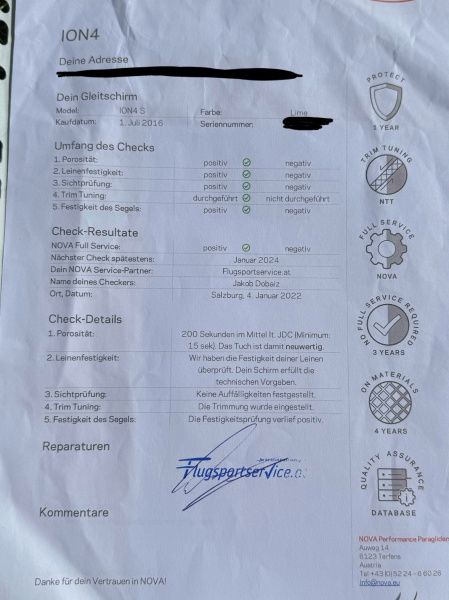 ION4
Deine Adresse
Dein Gleitschirm
Model: ION4 S Farbe: Lime
Kaufdatum: 1. Juli 2016 Seriennummer:
Umfang des Checks
1. Porosität: positiv negativ
2. Leinenfestigkeit: positiv negativ
3. Sichtprüfung: positiv negativ
4. Trim Tuning: durchgeführt nicht durchgeführt
5. Festigkeit des Segels: positiv negativ
Check-Resultate
NOVA Full Service: positiv negativ
Nächster Check spätestens: Januar 2024
Dein NOVA Service-Partner: Flugsportservice.at
Name deines Checkers: Jakob Dobaiz
Ort, Datum: Salzburg, 4. Januar 2022
Check-Details
1. Porosität: 200 Sekunden im Mittel lt. JDC (Minimum
15 sek). Das Tuch ist damit neuwertig.
2. Leinenfestigkeit: Wir haben die Festigkeit deiner Leinen
überprüft. Dein Schirm erfüllt die
technischen Vorgaben.
3. Sichtprüfung: Keine Auffälligkeiten festgestellt.
4. Trim Tuning: Die Trimmung wurde eingestellt.
5. Festigkeit des Segels: Die Festigkeitsprüfung verlief positiv.
Reparaturen
Flugsportservice.a
Kommentare
Danke für dein Vertrauen in NOVA!
PROTECT
1 YEAR
TRIM TUNING
NTT
FULL SERVICE
NOVA
NO FULL SERVICE REQUIRED
3 YEARS
ON MATERIALS
4 YEARS
QUALITY ASSURANCE
DATABASE
NOVA Performance Paragliders
Auweg 14
6123 Terfens
Austria
Tel +43 (0) 52 24 - 6 60 26
info@nova.eu